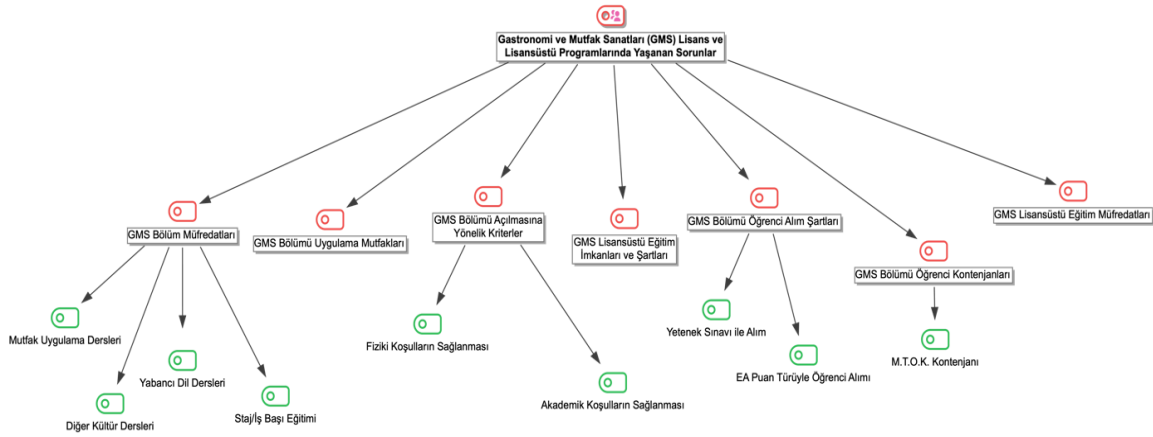 Gastronomi ve Mutfak Sanatları (GMS) Lisans ve
Lisansüstü Programlarında Yaşanan Sorunlar
GMS Bölüm Müfredatları
GMS Bölümü Uygulama Mutfakları
GMS Bölümü Açılmasına
Yönelik Kriterler
GMS Lisansüstü Eğitim
İmkanları ve Şartları
GMS Bölümü Öğrenci Alım Şartları
GMS Bölümü Öğrenci Kontenjanları
GMS Lisansüstü Eğitim Müfredatları
Mutfak Uygulama Dersleri
Diğer Kültür Dersleri
Yabancı Dil Dersleri
Staj/İş Başı Eğitimi
Fiziki Koşulların Sağlanması
Akademik Koşulların Sağlanması
Yetenek Sınavı ile Alım
EA Puan Türüyle Öğrenci Alımı
M.T.O.K. Kontenjanı